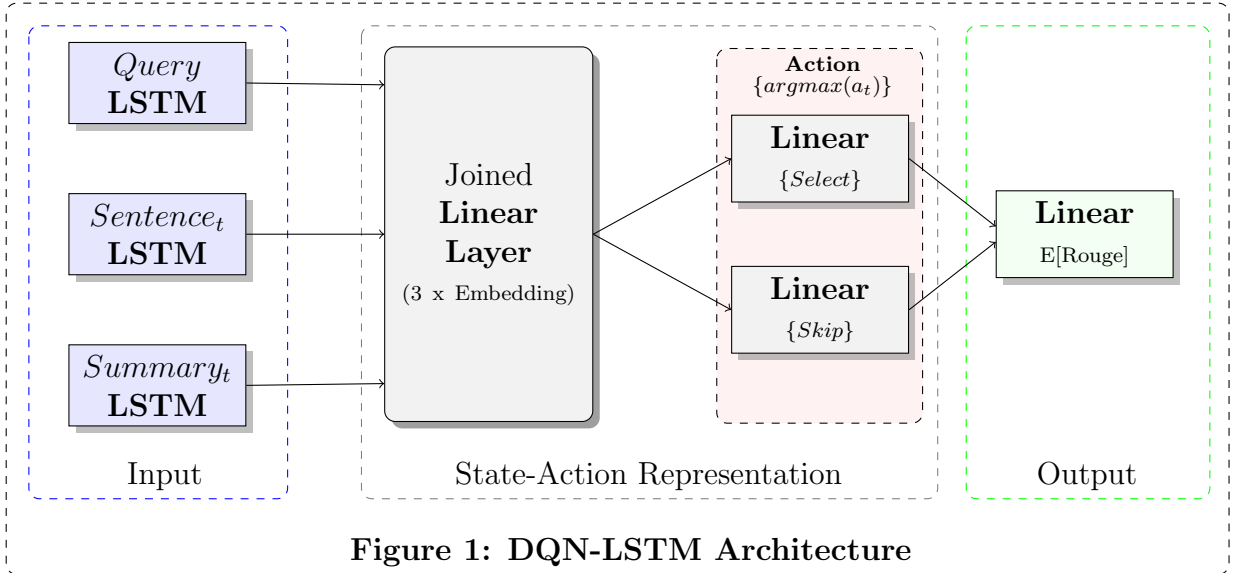 Query
LSTM
Sentence_t
LSTM
Summary_t
LSTM
Input
Joined
Linear
Layer
(3 x Embedding)
Action
{argmax(a_t)}
Linear
{Select}
Linear
{Skip}
State-Action Representation
Linear
E[Rouge]
Output
Figure 1: DQN-LSTM Architecture